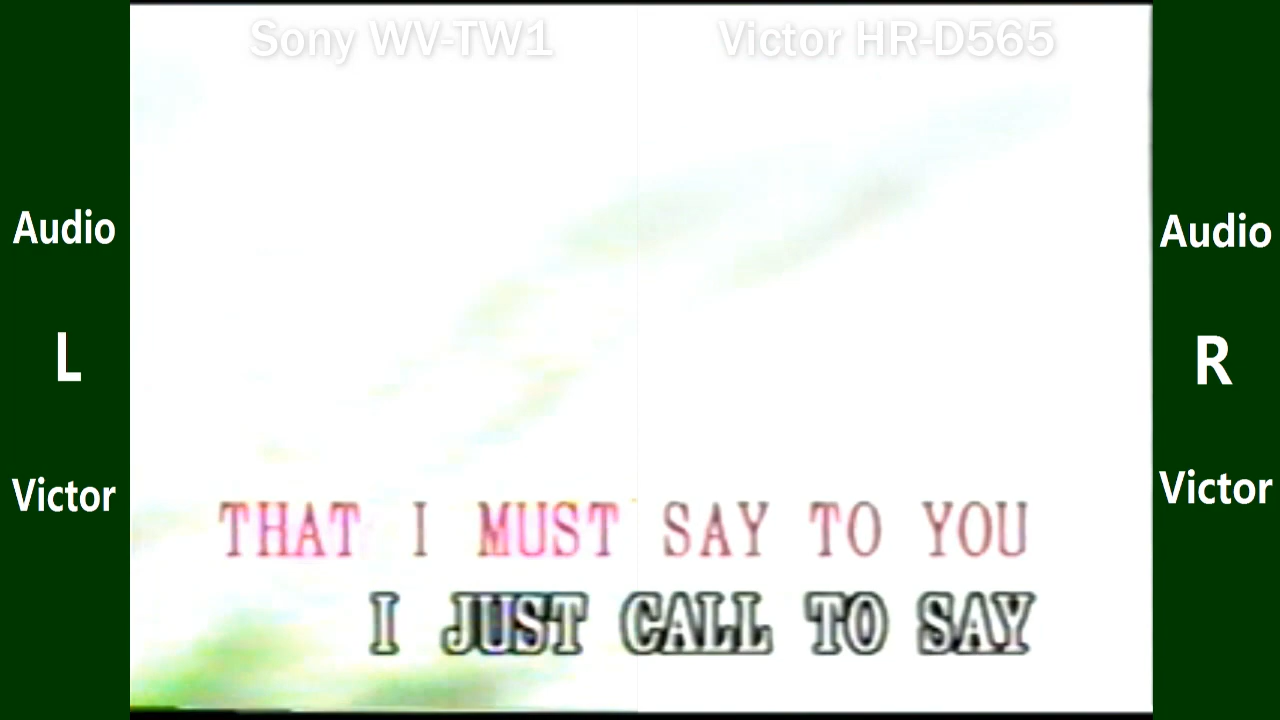 Sony WV-TW1 Victor HR-D565
Audio
L
Victor
Audio
R
Victor
THAT I MUST SAY TO YOU
I JUST CALL TO SAY